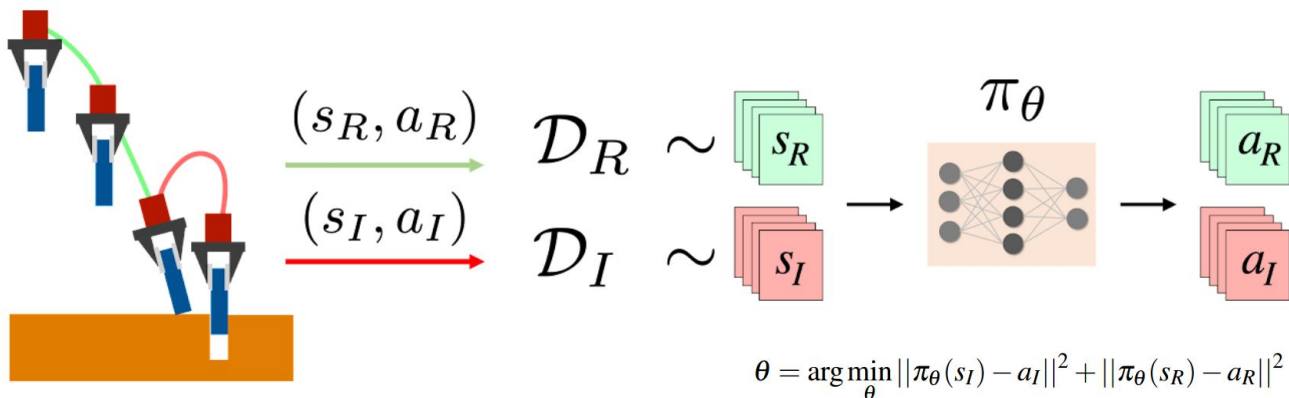 (s_R, a_R)
𝒟_R ∼ s_R
π_θ
a_R
(s_I, a_I)
𝒟_I ∼ s_I
a_I
θ = arg min_θ ||π_θ(s_I) − a_I||² + ||π_θ(s_R) − a_R||²